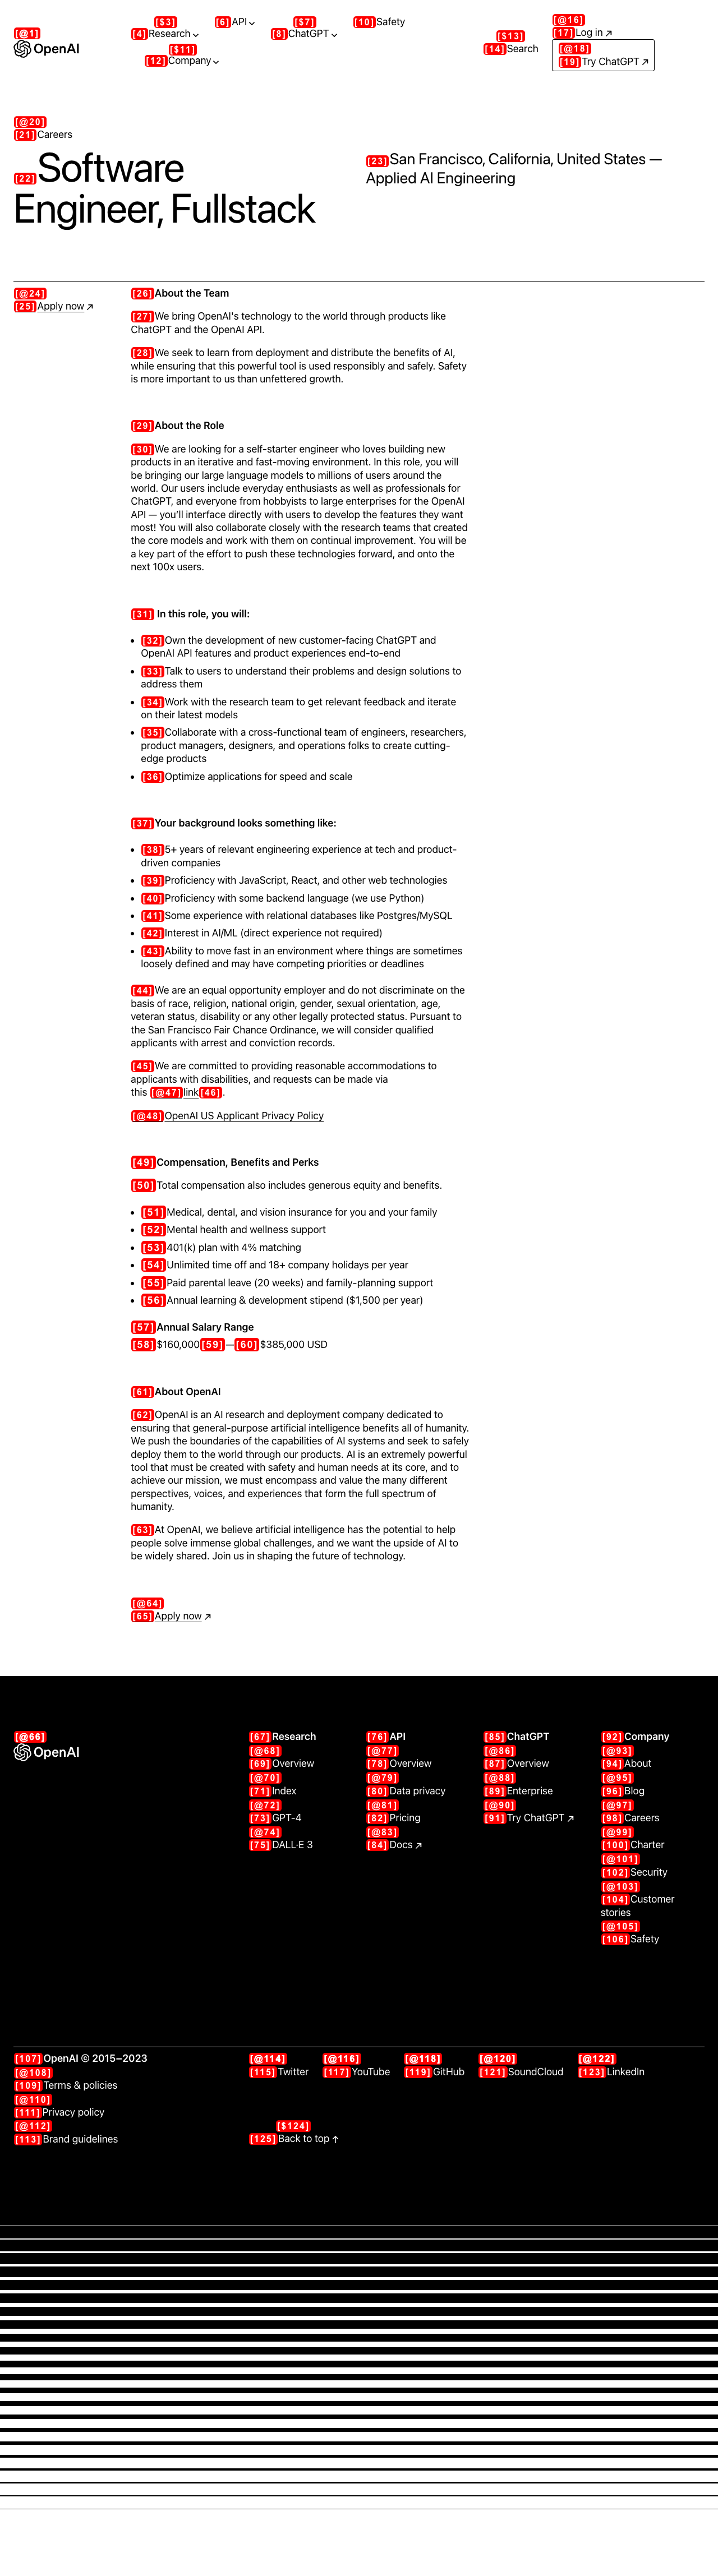 [@1]
OpenAI
[$3]
[4]Research
[6]API
[$7]
[8]ChatGPT
[10]Safety
[$11]
[12]Company
[$13]
[14]Search
[@16]
[17]Log in ↗
[@18]
[19]Try ChatGPT ↗
[@20]
[21]Careers
[22]Software
Engineer, Fullstack
[23]San Francisco, California, United States —
Applied AI Engineering
[@24]
[25]Apply now ↗
[26]About the Team
[27]We bring OpenAI's technology to the world through products like
ChatGPT and the OpenAI API.
[28]We seek to learn from deployment and distribute the benefits of AI,
while ensuring that this powerful tool is used responsibly and safely. Safety
is more important to us than unfettered growth.
[29]About the Role
[30]We are looking for a self-starter engineer who loves building new
products in an iterative and fast-moving environment. In this role, you will
be bringing our large language models to millions of users around the
world. Our users include everyday enthusiasts as well as professionals for
ChatGPT, and everyone from hobbyists to large enterprises for the OpenAI
API — you'll interface directly with users to develop the features they want
most! You will also collaborate closely with the research teams that created
the core models and work with them on continual improvement. You will be
a key part of the effort to push these technologies forward, and onto the
next 100x users.
[31] In this role, you will:
• [32]Own the development of new customer-facing ChatGPT and
OpenAI API features and product experiences end-to-end
• [33]Talk to users to understand their problems and design solutions to
address them
• [34]Work with the research team to get relevant feedback and iterate
on their latest models
• [35]Collaborate with a cross-functional team of engineers, researchers,
product managers, designers, and operations folks to create cutting-
edge products
• [36]Optimize applications for speed and scale
[37]Your background looks something like:
• [38]5+ years of relevant engineering experience at tech and product-
driven companies
• [39]Proficiency with JavaScript, React, and other web technologies
• [40]Proficiency with some backend language (we use Python)
• [41]Some experience with relational databases like Postgres/MySQL
• [42]Interest in AI/ML (direct experience not required)
• [43]Ability to move fast in an environment where things are sometimes
loosely defined and may have competing priorities or deadlines
[44]We are an equal opportunity employer and do not discriminate on the
basis of race, religion, national origin, gender, sexual orientation, age,
veteran status, disability or any other legally protected status. Pursuant to
the San Francisco Fair Chance Ordinance, we will consider qualified
applicants with arrest and conviction records.
[45]We are committed to providing reasonable accommodations to
applicants with disabilities, and requests can be made via
this [@47]link[46].
[@48]OpenAI US Applicant Privacy Policy
[49]Compensation, Benefits and Perks
[50]Total compensation also includes generous equity and benefits.
• [51]Medical, dental, and vision insurance for you and your family
• [52]Mental health and wellness support
• [53]401(k) plan with 4% matching
• [54]Unlimited time off and 18+ company holidays per year
• [55]Paid parental leave (20 weeks) and family-planning support
• [56]Annual learning & development stipend ($1,500 per year)
[57]Annual Salary Range
[58]$160,000[59]—[60]$385,000 USD
[61]About OpenAI
[62]OpenAI is an AI research and deployment company dedicated to
ensuring that general-purpose artificial intelligence benefits all of humanity.
We push the boundaries of the capabilities of AI systems and seek to safely
deploy them to the world through our products. AI is an extremely powerful
tool that must be created with safety and human needs at its core, and to
achieve our mission, we must encompass and value the many different
perspectives, voices, and experiences that form the full spectrum of
humanity.
[63]At OpenAI, we believe artificial intelligence has the potential to help
people solve immense global challenges, and we want the upside of AI to
be widely shared. Join us in shaping the future of technology.
[@64]
[65]Apply now ↗
[@66]
OpenAI
[67]Research
[@68]
[69]Overview
[@70]
[71]Index
[@72]
[73]GPT-4
[@74]
[75]DALL·E 3
[76]API
[@77]
[78]Overview
[@79]
[80]Data privacy
[@81]
[82]Pricing
[@83]
[84]Docs ↗
[85]ChatGPT
[@86]
[87]Overview
[@88]
[89]Enterprise
[@90]
[91]Try ChatGPT ↗
[92]Company
[@93]
[94]About
[@95]
[96]Blog
[@97]
[98]Careers
[@99]
[100]Charter
[@101]
[102]Security
[@103]
[104]Customer
stories
[@105]
[106]Safety
[107]OpenAI © 2015–2023
[@108]
[109]Terms & policies
[@110]
[111]Privacy policy
[@112]
[113]Brand guidelines
[@114]
[115]Twitter
[@116]
[117]YouTube
[@118]
[119]GitHub
[@120]
[121]SoundCloud
[@122]
[123]LinkedIn
[$124]
[125]Back to top ↑